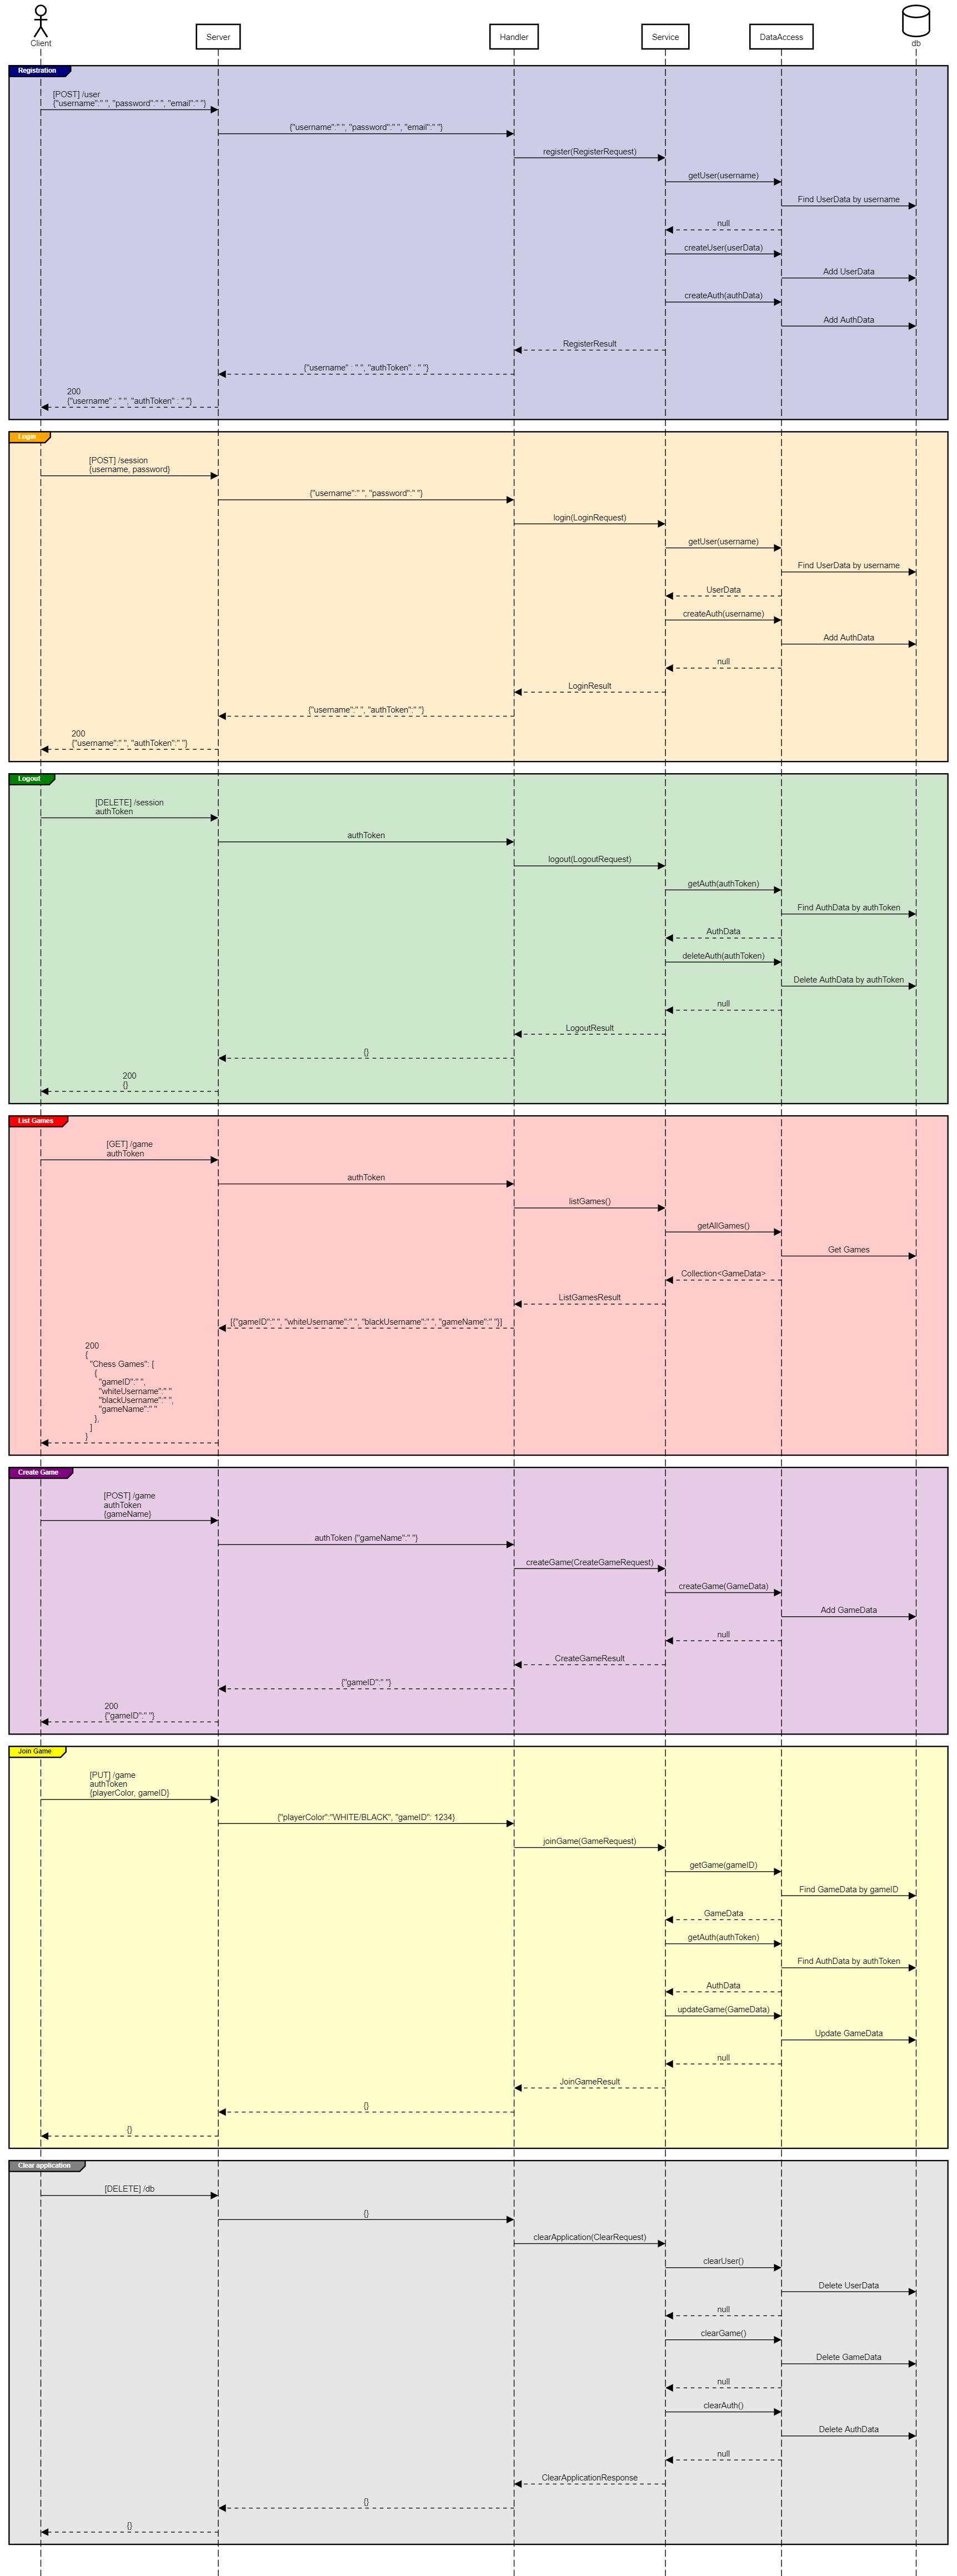 Client
Server
Handler
Service
DataAccess
db
Registration
[POST] /user
{"username":" ", "password":" ", "email":" "}
{"username":" ", "password":" ", "email":" "}
register(RegisterRequest)
getUser(username)
Find UserData by username
null
createUser(userData)
Add UserData
createAuth(authData)
Add AuthData
RegisterResult
{"username" : " ", "authToken" : " "}
200
{"username" : " ", "authToken" : " "}
Login
[POST] /session
{username, password}
{"username":" ", "password":" "}
login(LoginRequest)
getUser(username)
Find UserData by username
UserData
createAuth(username)
Add AuthData
null
LoginResult
{"username":" ", "authToken":" "}
200
{"username":" ", "authToken":" "}
Logout
[DELETE] /session
authToken
authToken
logout(LogoutRequest)
getAuth(authToken)
Find AuthData by authToken
AuthData
deleteAuth(authToken)
Delete AuthData by authToken
null
LogoutResult
{}
200
{}
List Games
[GET] /game
authToken
authToken
listGames()
getAllGames()
Get Games
Collection<GameData>
ListGamesResult
[{"gameID":" ", "whiteUsername":" ", "blackUsername":" ", "gameName":" "}]
200
{
"Chess Games": [
{
"gameID":" ",
"whiteUsername":" "
"blackUsername":" ",
"gameName":" "
},
]
}
Create Game
[POST] /game
authToken
{gameName}
authToken {"gameName":" "}
createGame(CreateGameRequest)
createGame(GameData)
Add GameData
null
CreateGameResult
{"gameID":" "}
200
{"gameID":" "}
Join Game
[PUT] /game
authToken
{playerColor, gameID}
{"playerColor":"WHITE/BLACK", "gameID": 1234}
joinGame(GameRequest)
getGame(gameID)
Find GameData by gameID
GameData
getAuth(authToken)
Find AuthData by authToken
AuthData
updateGame(GameData)
Update GameData
null
JoinGameResult
{}
{}
Clear application
[DELETE] /db
{}
clearApplication(ClearRequest)
clearUser()
Delete UserData
null
clearGame()
Delete GameData
null
clearAuth()
Delete AuthData
null
ClearApplicationResponse
{}
{}